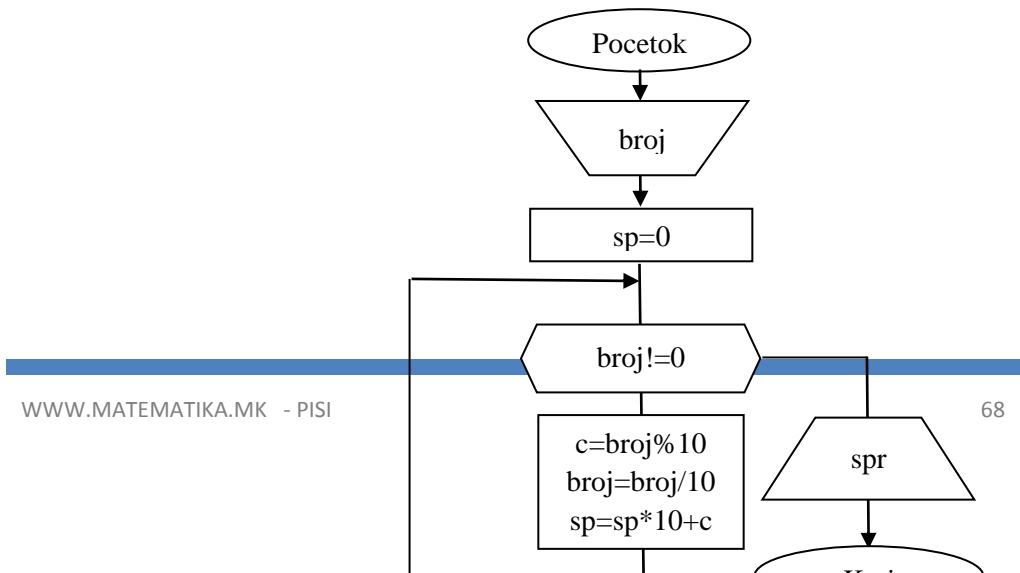 Pocetok
broj
sp=0
broj!=0
WWW.MATEMATIKA.MK - PISI
68
c=broj%10
broj=broj/10
sp=sp*10+c
spr